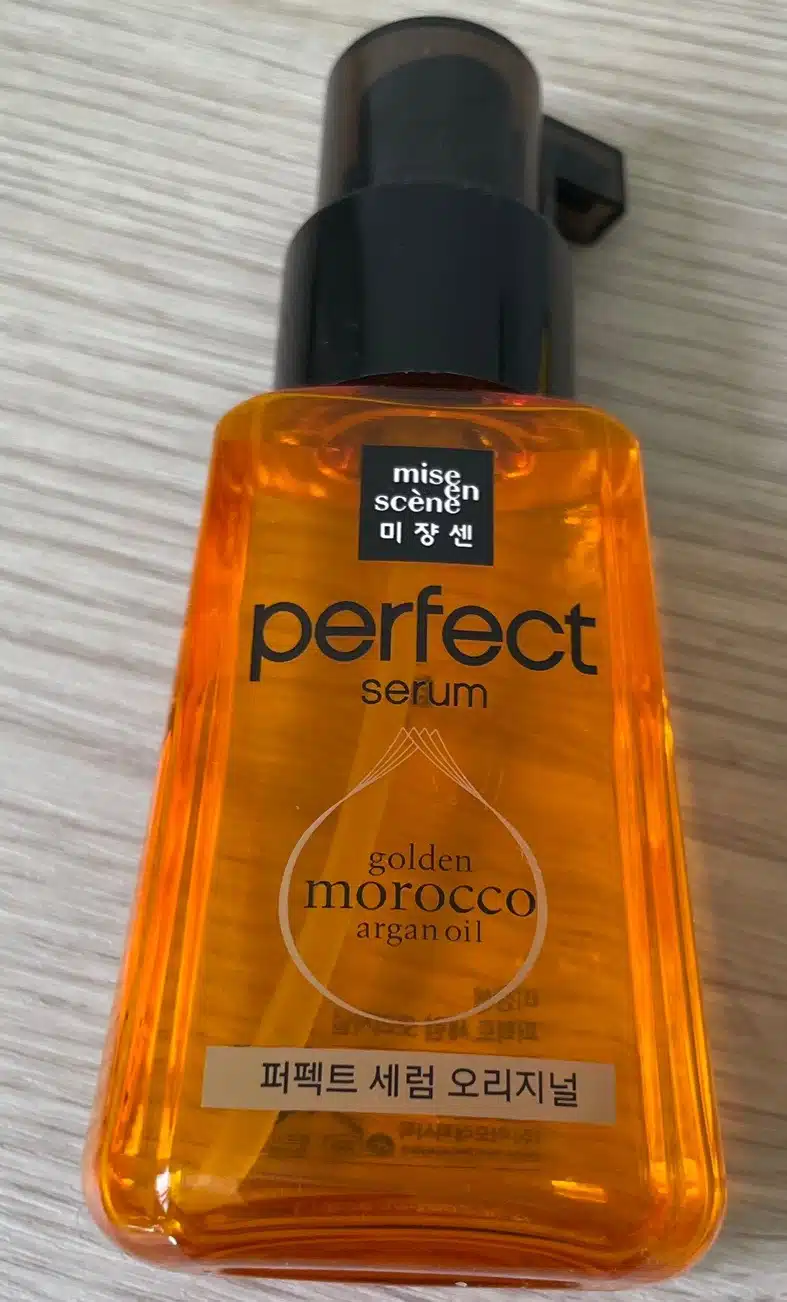 mise
en
scène
미쟝센
perfect
serum
golden
morocco
argan oil
퍼펙트 세럼 오리지널